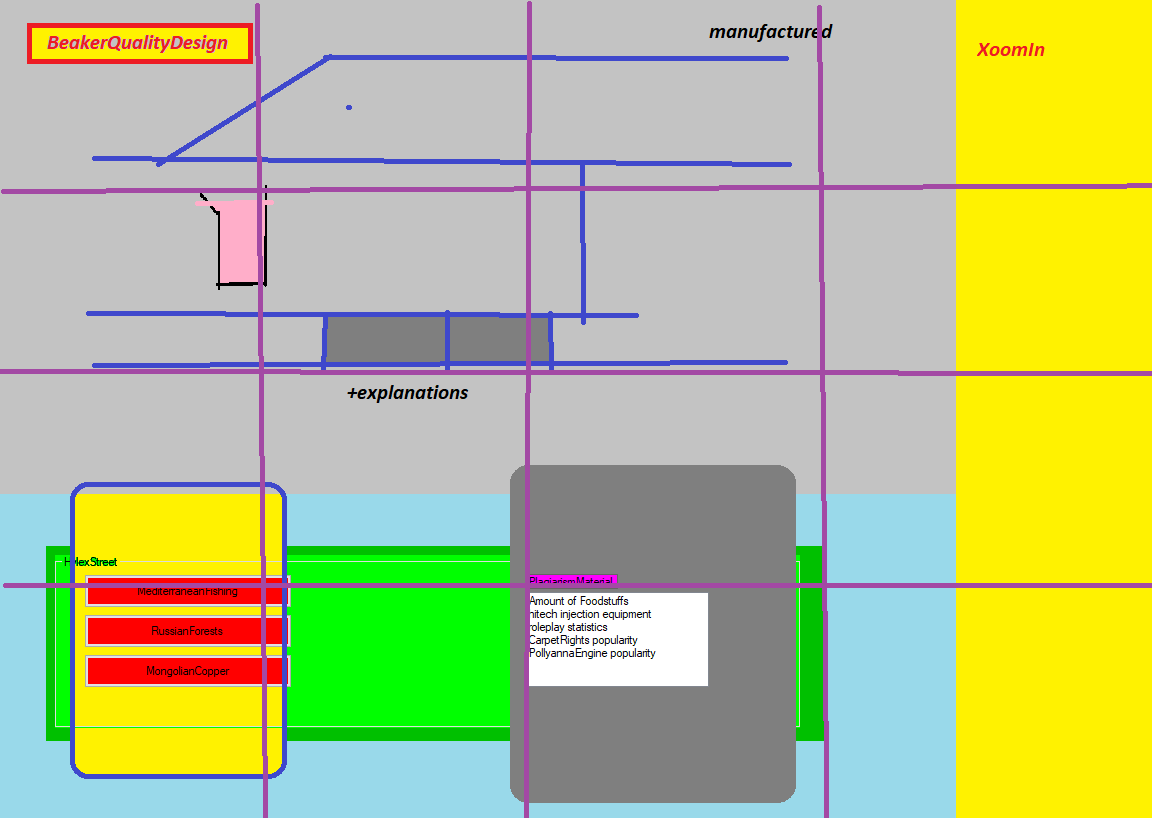 manufactured
BeakerQualityDesign
XoomIn
+explanations
HylexStreet
MediterraneanFishing
RussianForests
MongolianCopper
PlagiarismMaterial
Amount of Foodstuffs
hitech injection equipment
roleplay statistics
CarpetRights popularity
PollyannaEngine popularity